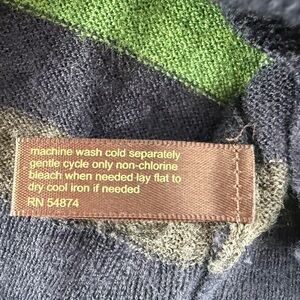 machine wash cold separately
gentle cycle only non-chlorine
bleach when needed lay flat to
dry cool iron if needed
RN 54874